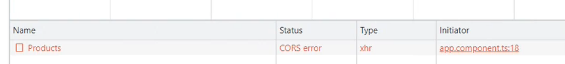 Name Status Type Initiator
Products CORS error xhr app.component.ts:18